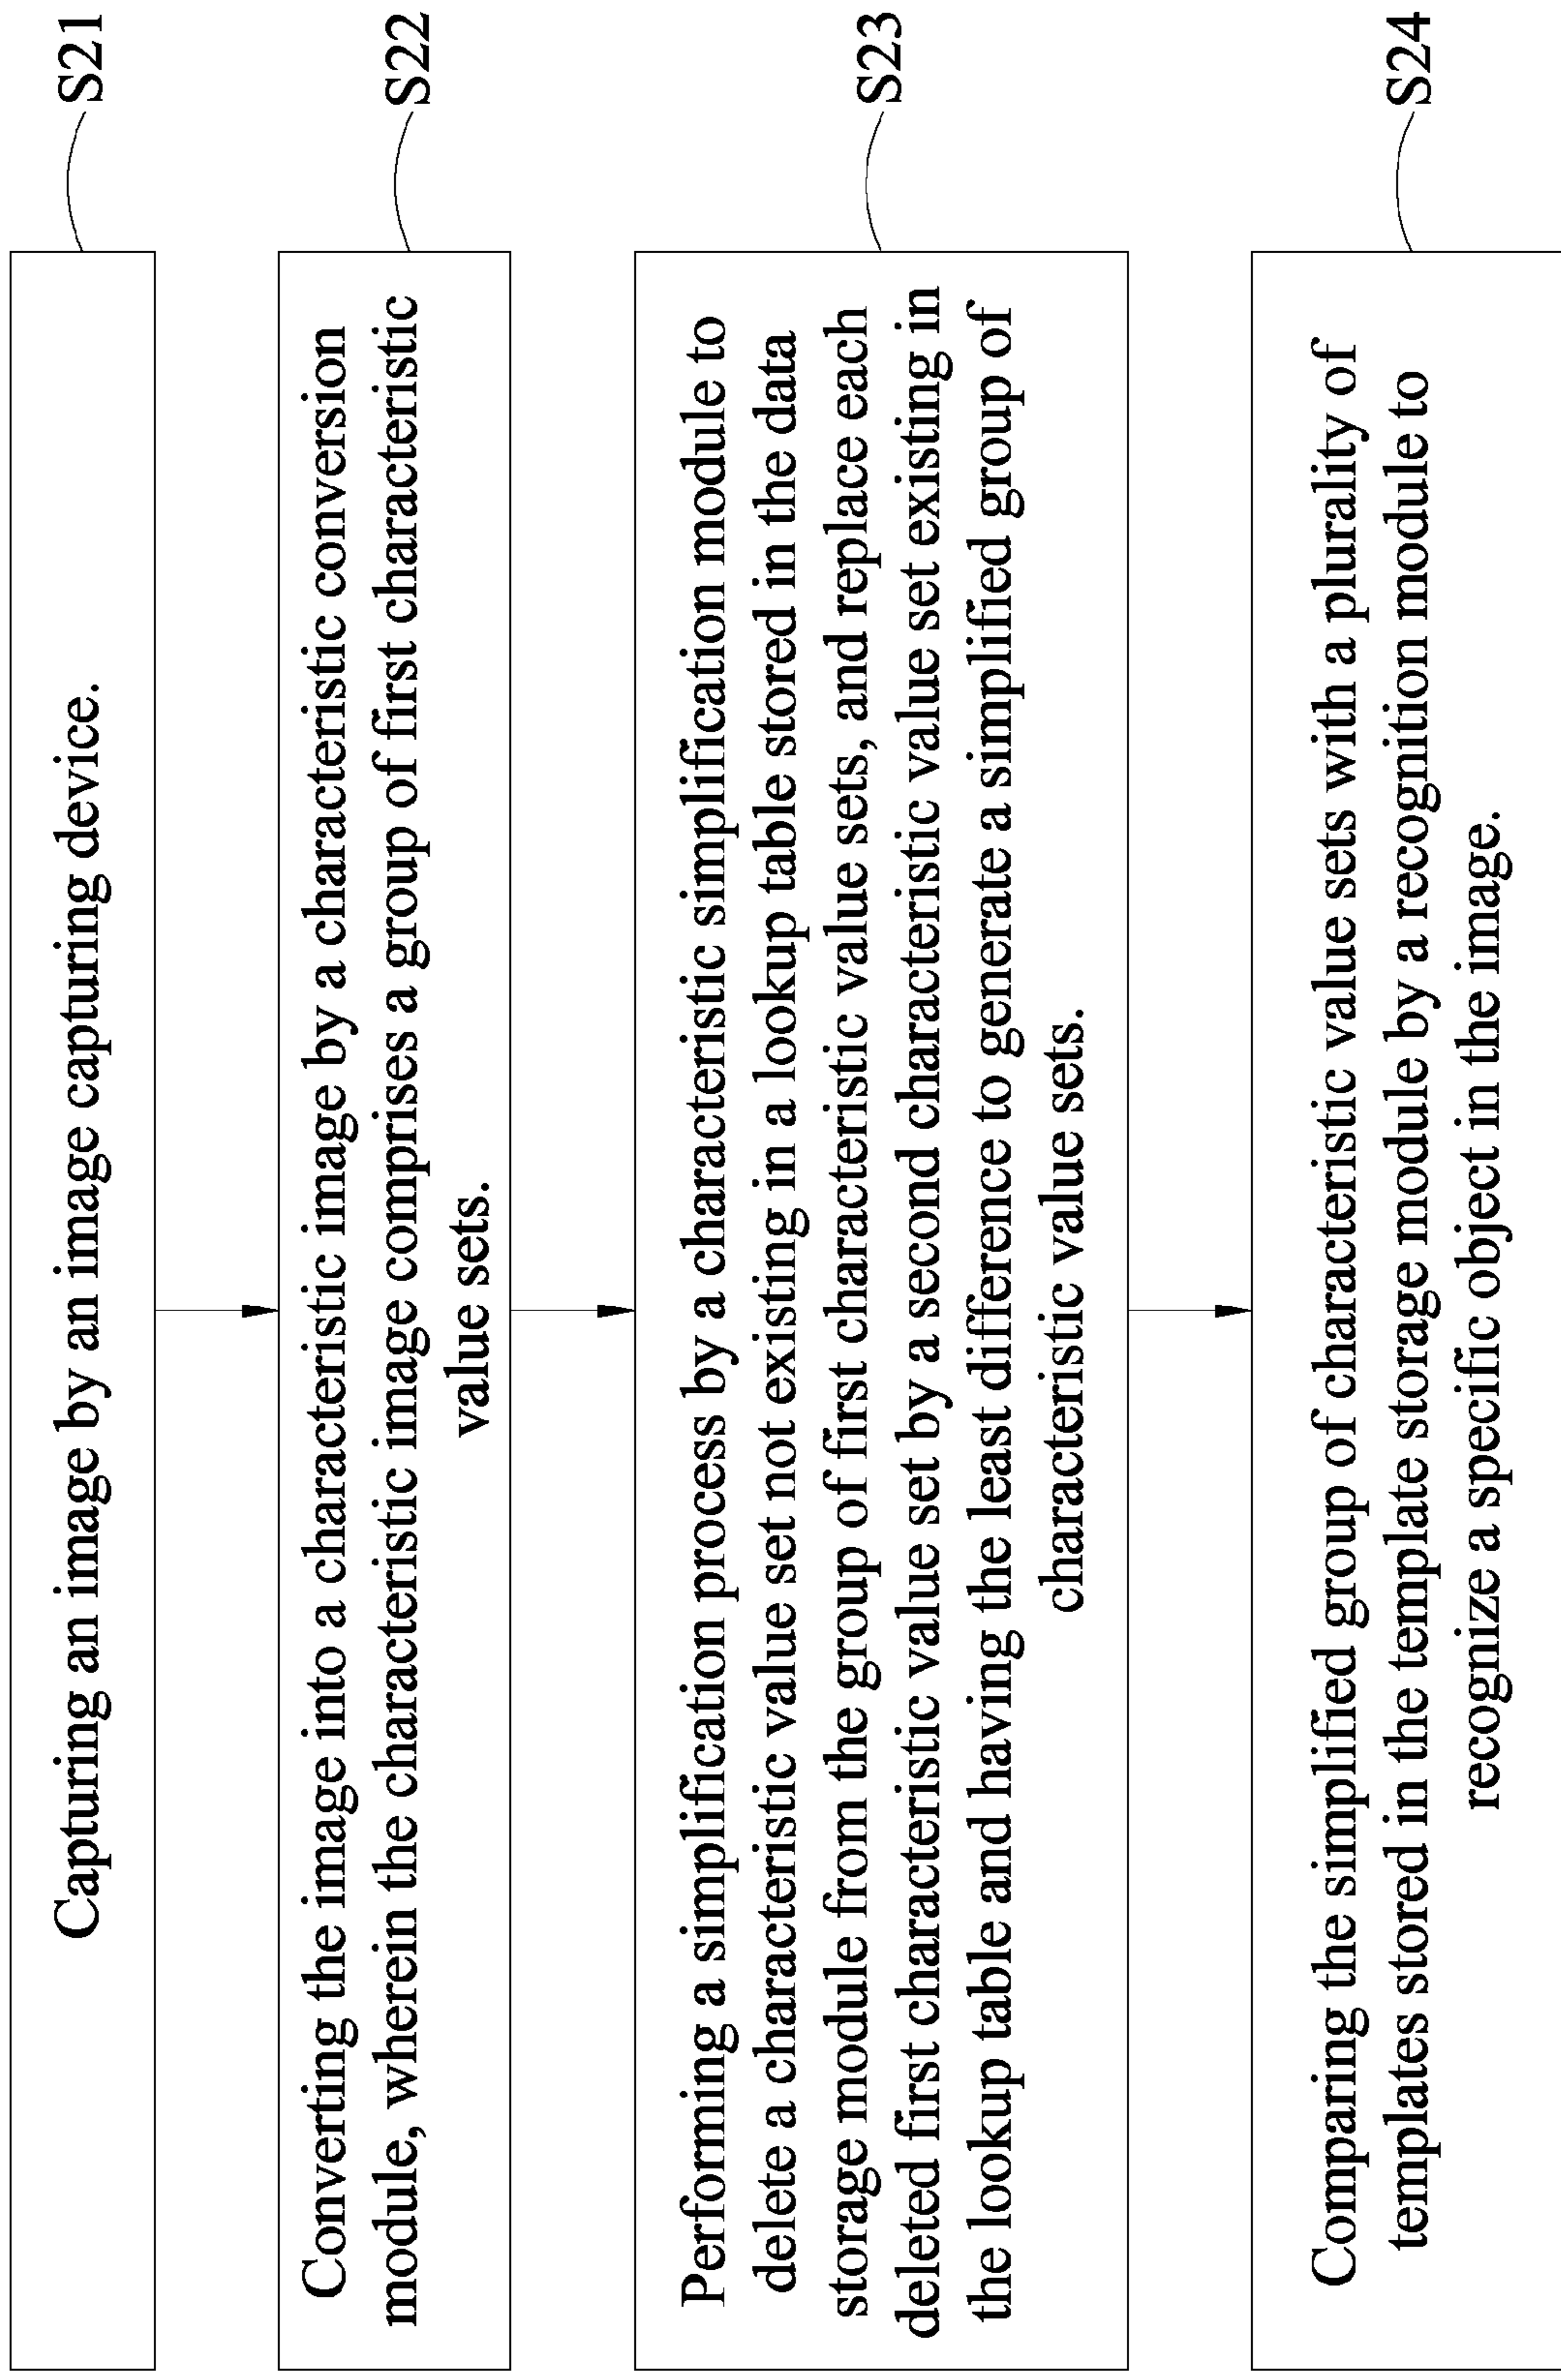 Capturing an image by an image capturing device.
S21
Converting the image into a characteristic image by a characteristic conversion
module, wherein the characteristic image comprises a group of first characteristic
value sets.
S22
Performing a simplification process by a characteristic simplification module to
delete a characteristic value set not existing in a lookup table stored in the data
storage module from the group of first characteristic value sets, and replace each
deleted first characteristic value set by a second characteristic value set existing in
the lookup table and having the least difference to generate a simplified group of
characteristic value sets.
S23
Comparing the simplified group of characteristic value sets with a plurality of
templates stored in the template storage module by a recognition module to
recognize a specific object in the image.
S24